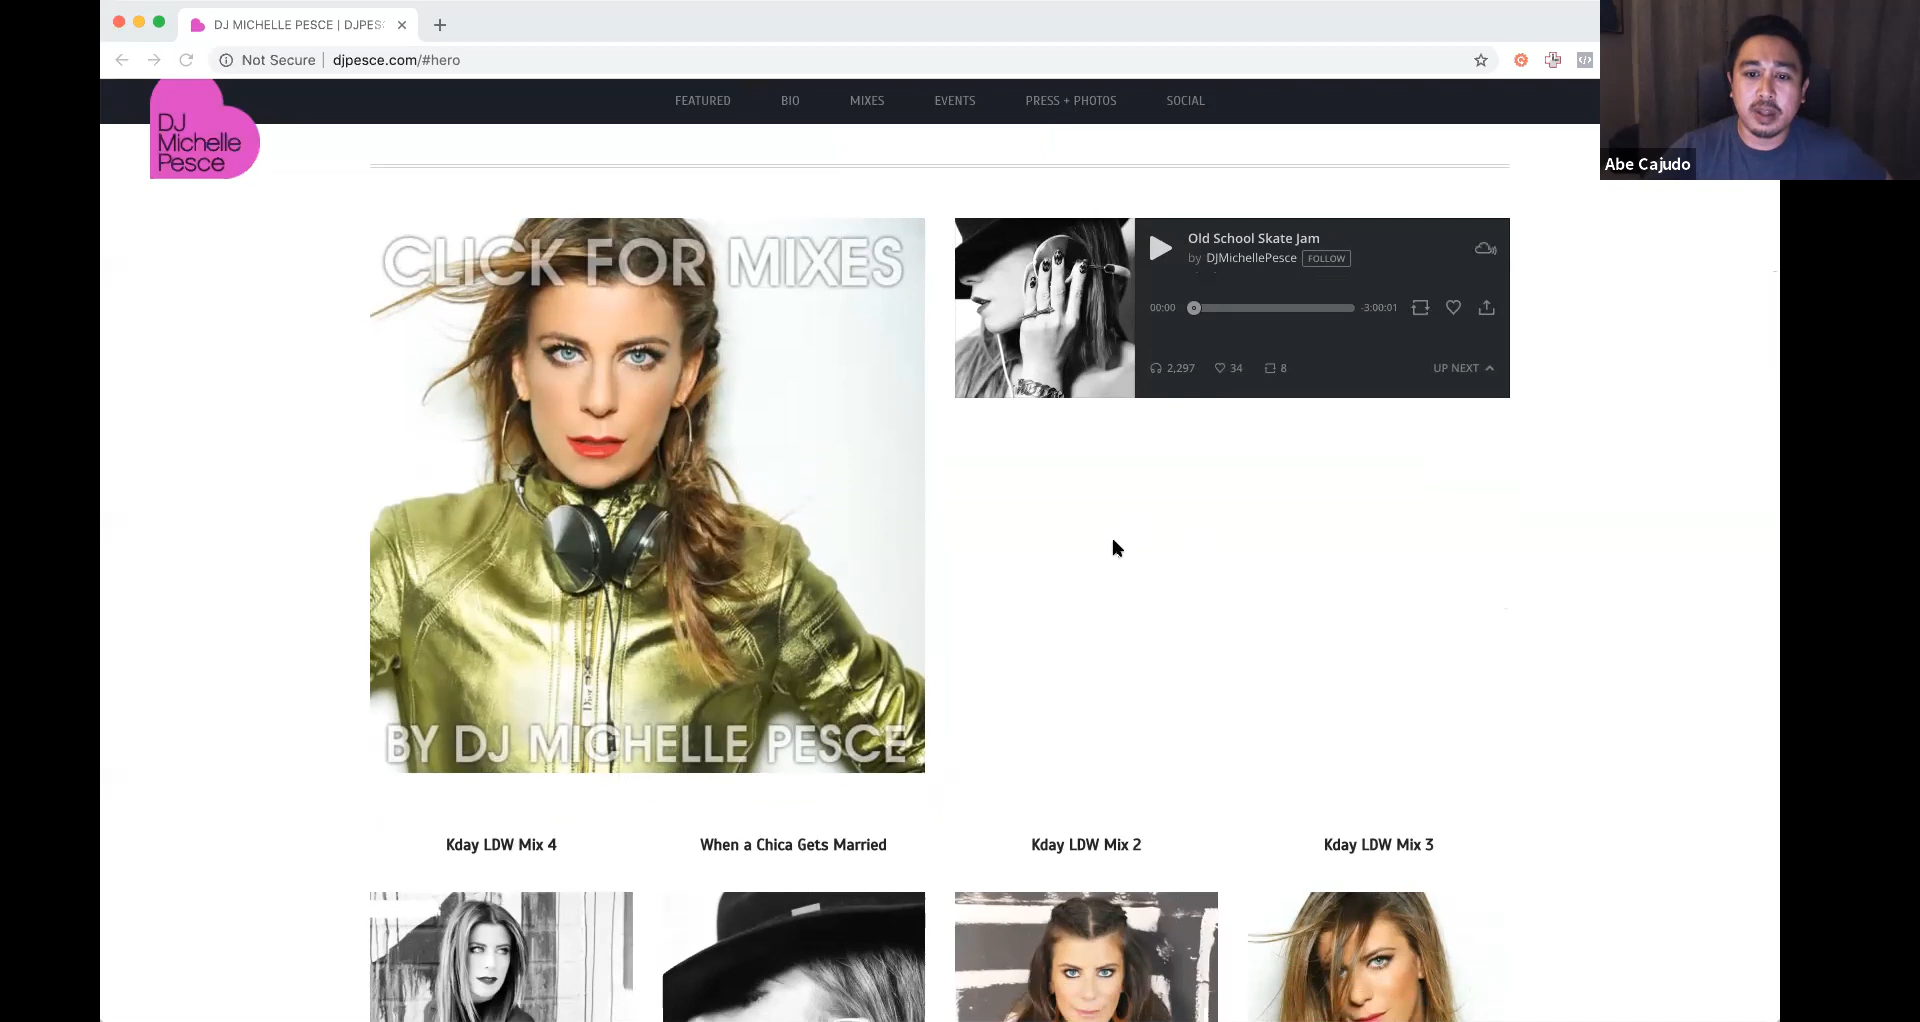 DJ MICHELLE PESCE | DJPES
Not Secure
djpesce.com/#hero
FEATURED
BIO
MIXES
EVENTS
PRESS + PHOTOS
SOCIAL
DJ
Michelle
Pesce
Abe Cajudo
CLICK FOR MIXES
BY DJ MICHELLE PESCE
Old School Skate Jam
by DJMichellePesce FOLLOW
00:00
-3:00:01
2,297
34
8
UP NEXT
Kday LDW Mix 4
When a Chica Gets Married
Kday LDW Mix 2
Kday LDW Mix 3